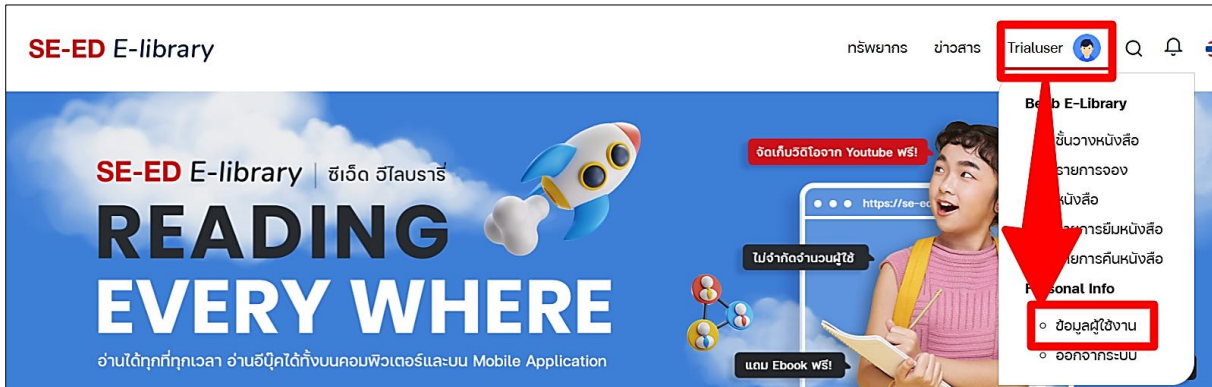 SE-ED E-library
ทรัพยากร ข่าวสาร Trialuser
SE-ED E-library | ซีเอ็ด อีไลบรารี่
READING
EVERY WHERE
อ่านได้ทุกที่ทุกเวลา อ่านอีบุ๊คได้ทั้งบนคอมพิวเตอร์และบน Mobile Application
จัดเก็บวิดิโอจาก Youtube ฟรี!
https://se-ec
ไม่จำกัดจำนวนผู้ใช้
แถม Ebook ฟรี!
E-Library
ชั้นวางหนังสือ
รายการจอง
หนังสือ
การยืมหนังสือ
การคืนหนังสือ
Info
ข้อมูลผู้ใช้งาน
ออกจากระบบ